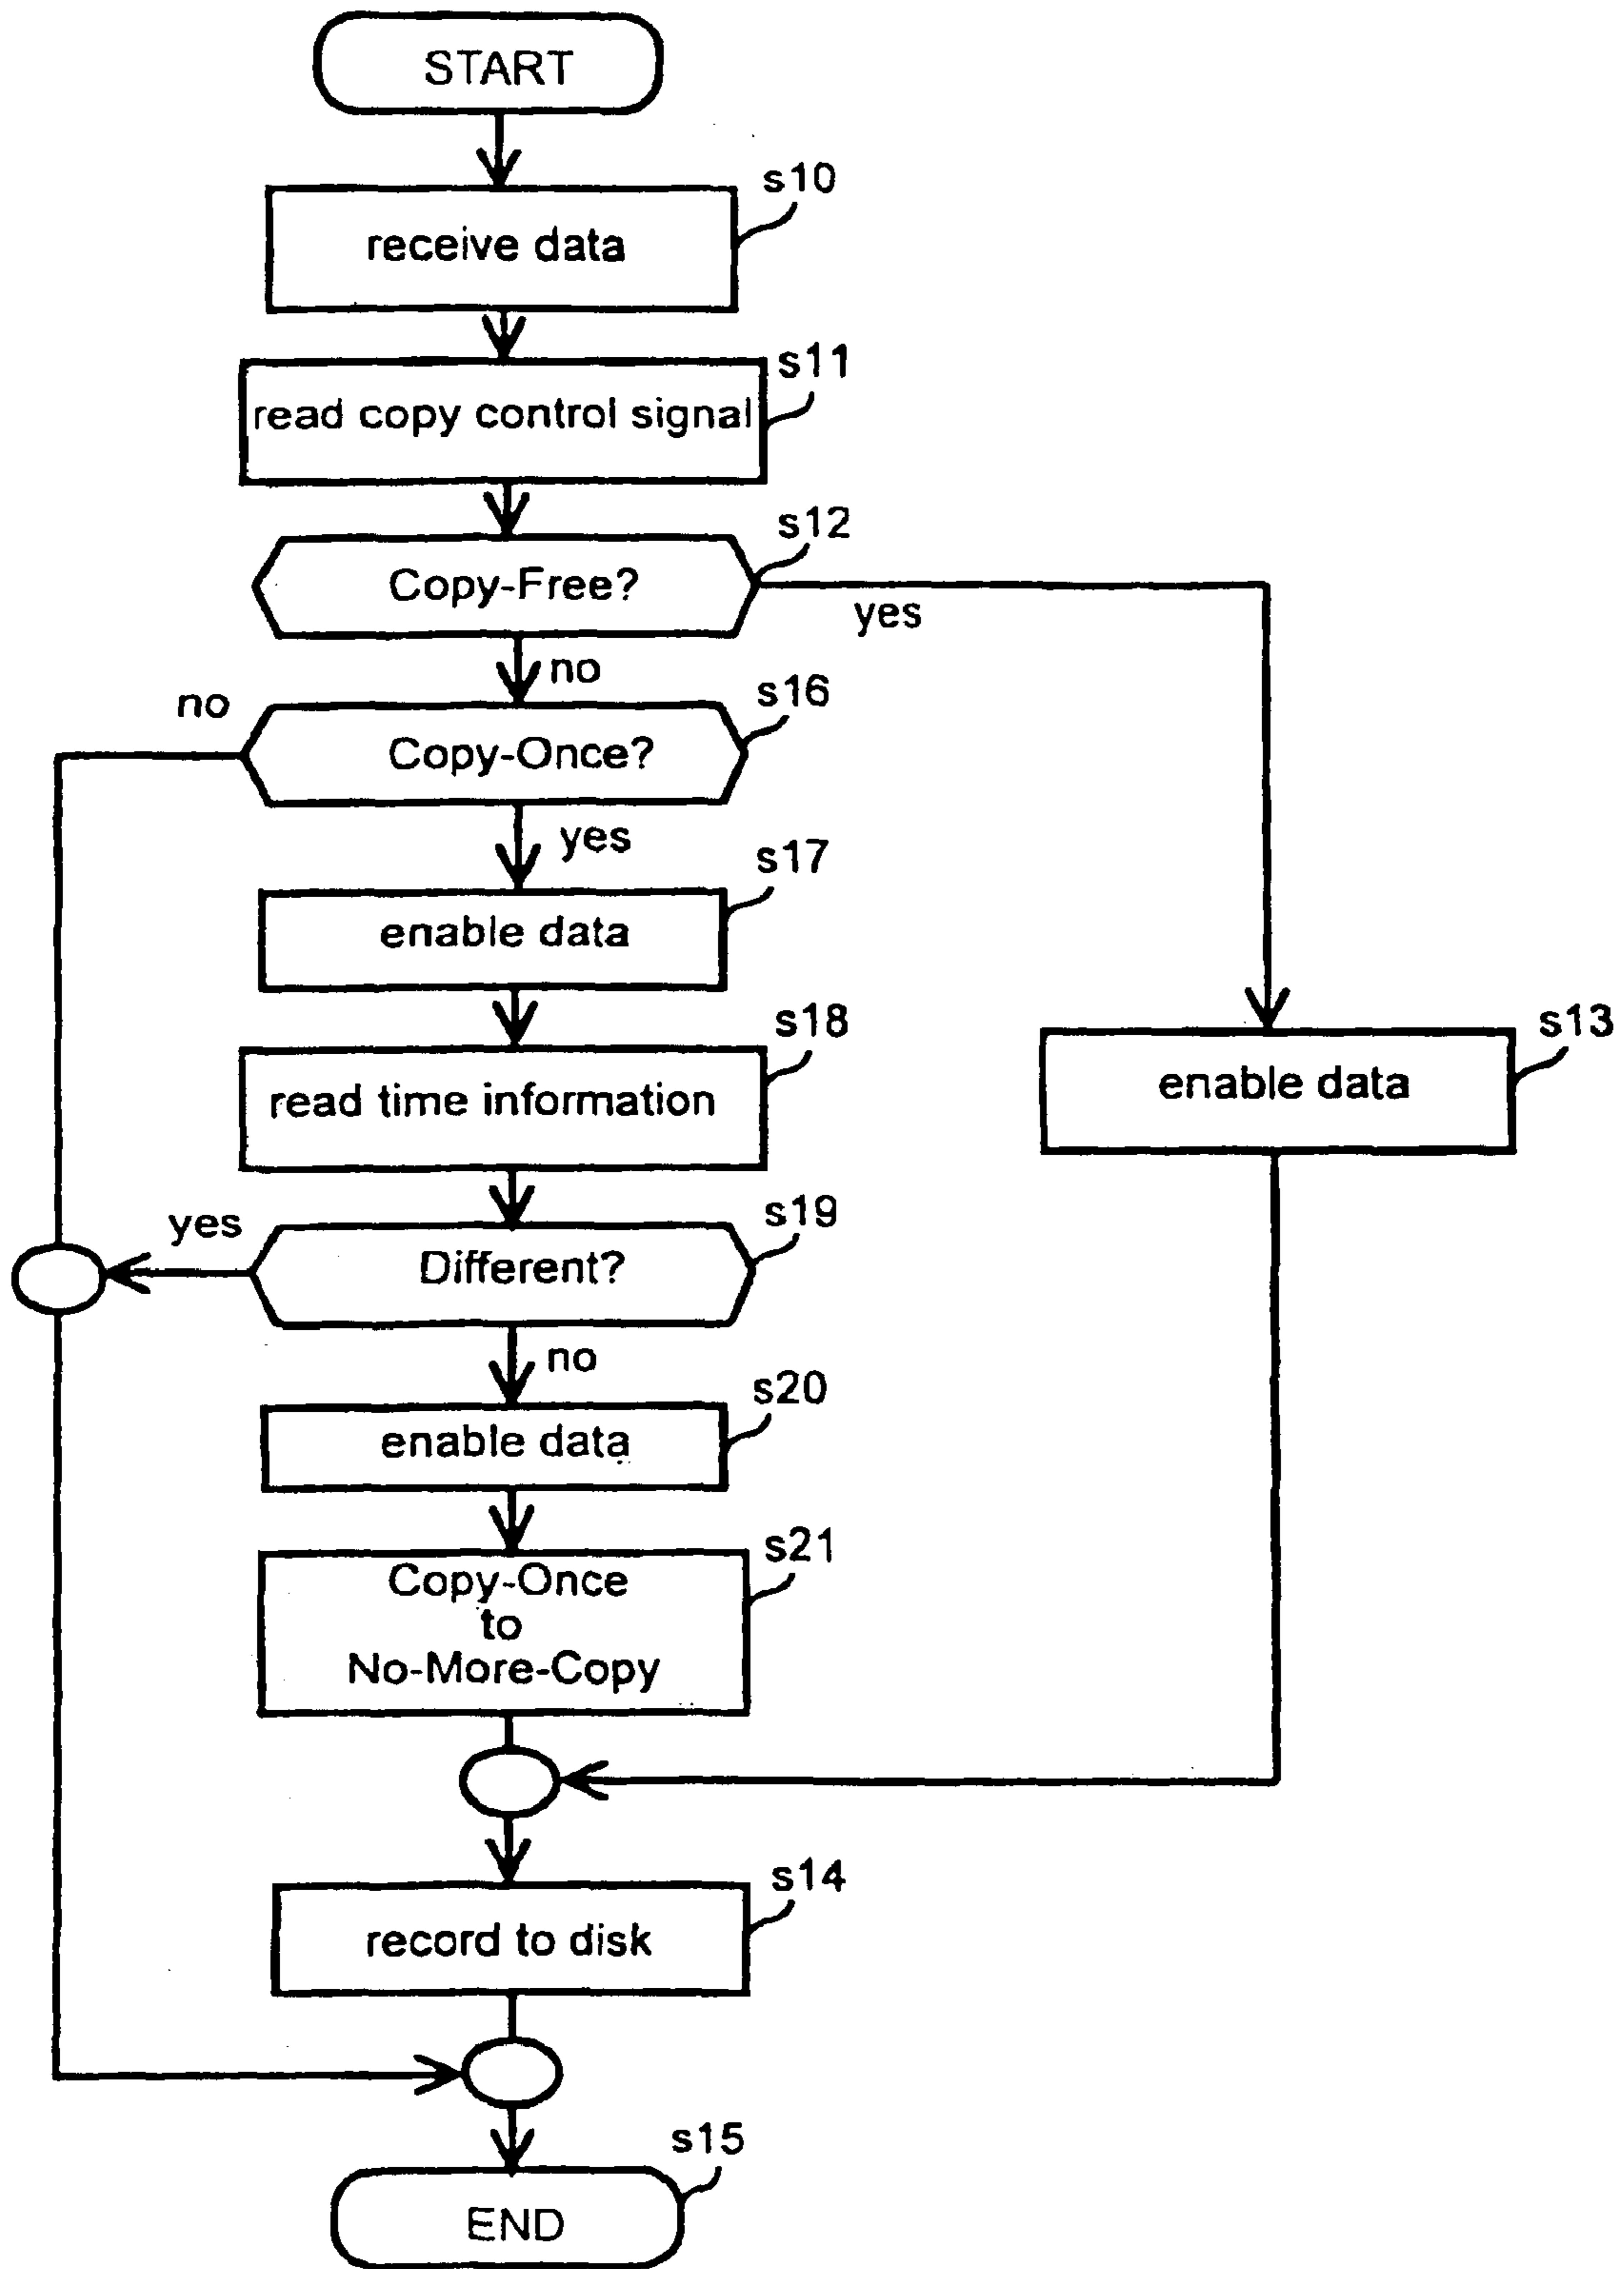 START
s10
receive data
s11
read copy control signal
s12
Copy-Free?
yes
no
s16
no
Copy-Once?
yes
s17
enable data
s18
read time information
s13
enable data
s19
yes
Different?
no
s20
enable data
s21
Copy-Once
to
No-More-Copy
s14
record to disk
s15
END